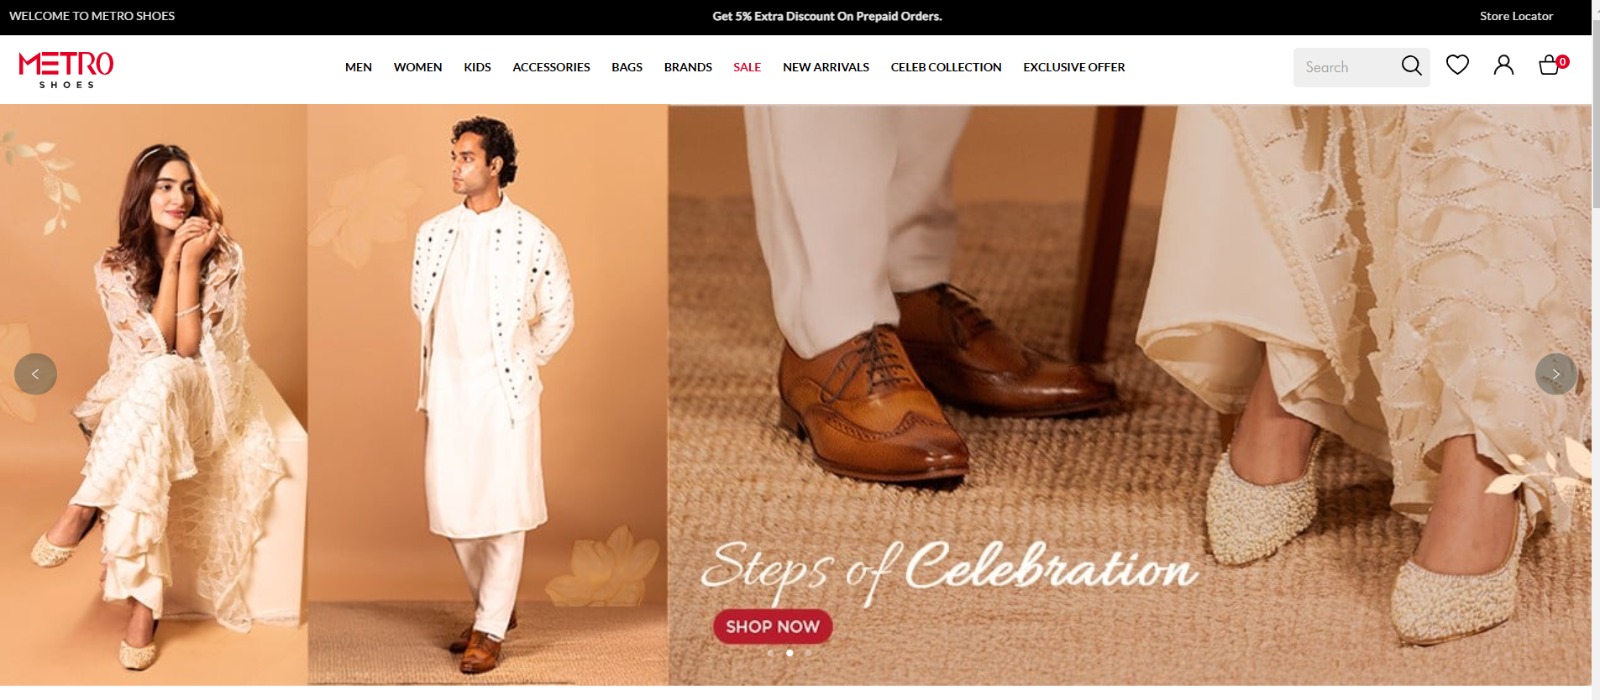 WELCOME TO METRO SHOES
Get 5% Extra Discount On Prepaid Orders.
Store Locator
METRO
SHOES
MEN
WOMEN
KIDS
ACCESSORIES
BAGS
BRANDS
SALE
NEW ARRIVALS
CELEB COLLECTION
EXCLUSIVE OFFER
Search
0
Steps of Celebration
SHOP NOW